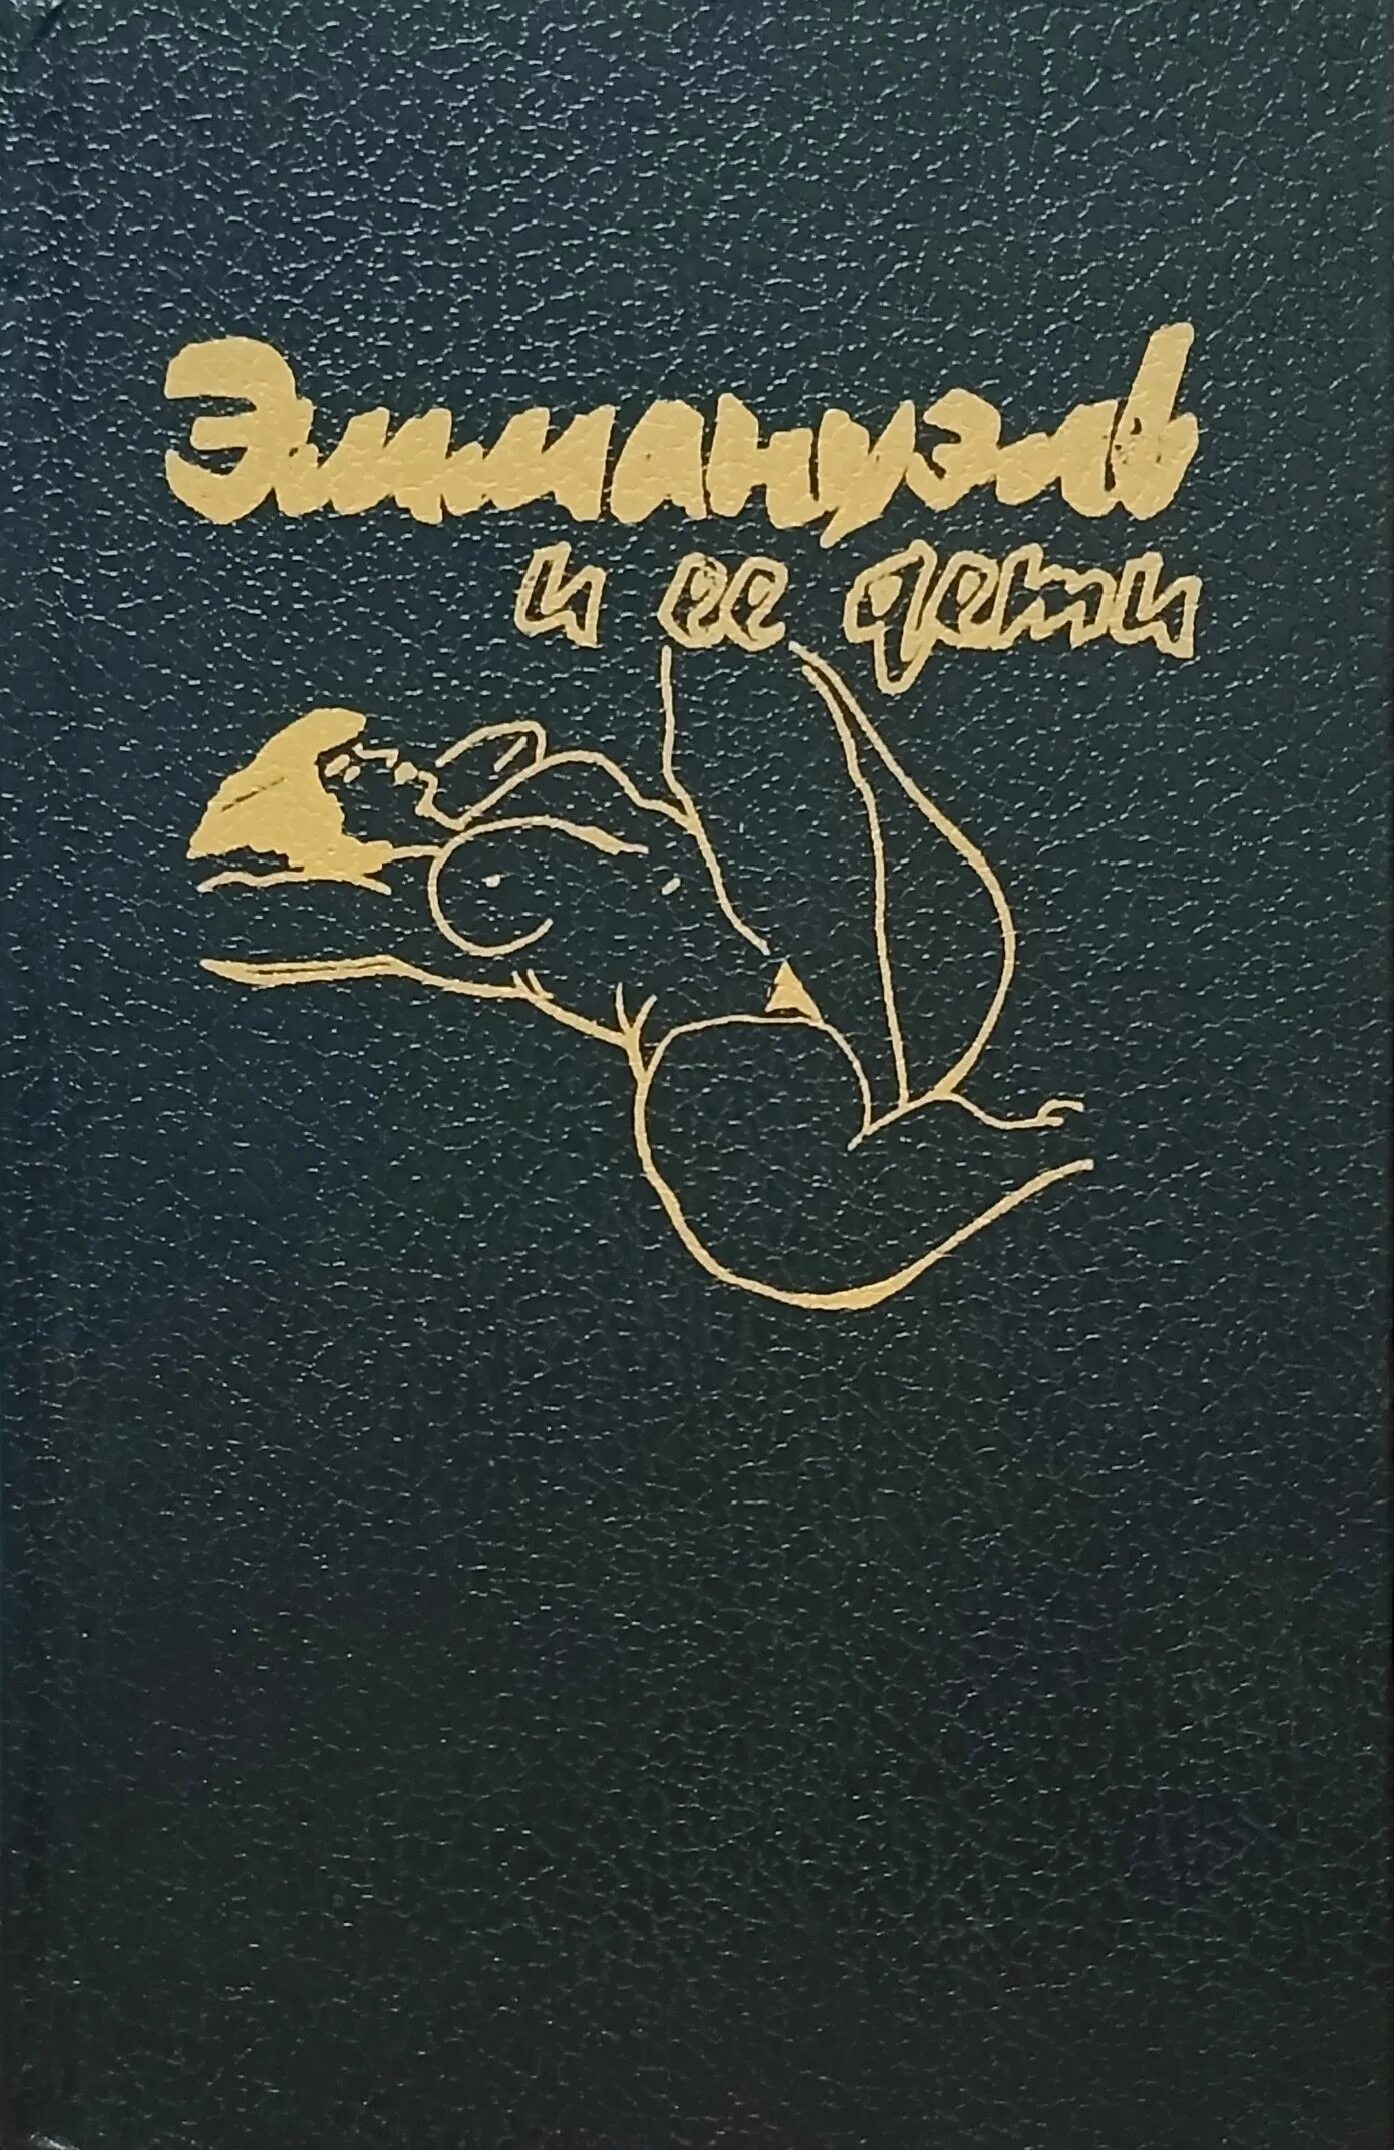 Эммануэль
и ее дети